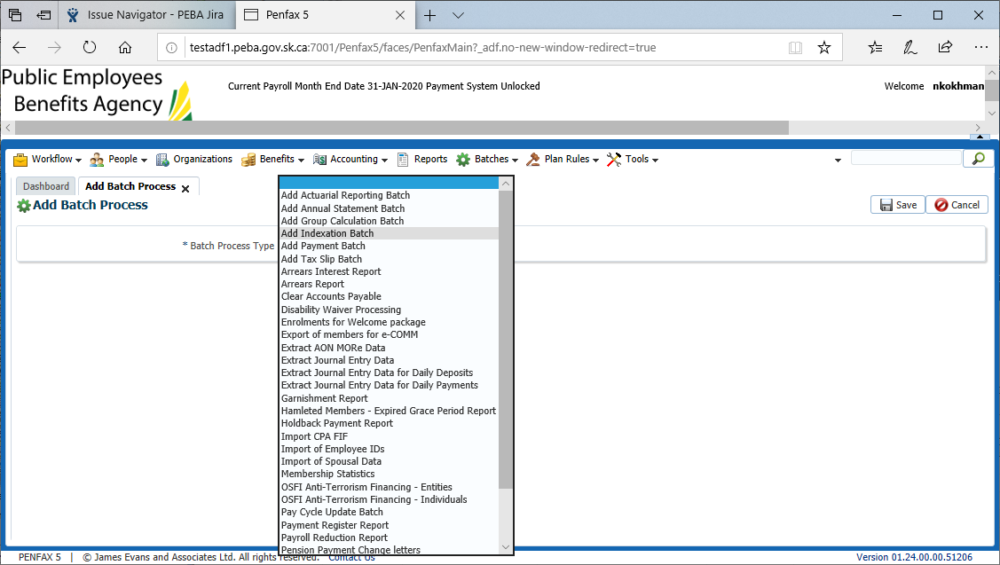 Issue Navigator - PEBA Jira
Penfax 5
testadf1.peba.gov.sk.ca:7001/Penfax5/faces/PenfaxMain?_adf.no-new-window-redirect=true
Public Employees
Benefits Agency
Current Payroll Month End Date 31-JAN-2020 Payment System Unlocked
Welcome nkokhman
Workflow People Organizations Benefits Accounting Reports Batches Plan Rules Tools
Dashboard Add Batch Process
Add Batch Process
Save Cancel
* Batch Process Type
Add Actuarial Reporting Batch
Add Annual Statement Batch
Add Group Calculation Batch
Add Indexation Batch
Add Payment Batch
Add Tax Slip Batch
Arrears Interest Report
Arrears Report
Clear Accounts Payable
Disability Waiver Processing
Enrolments for Welcome package
Export of members for e-COMM
Extract AON MORe Data
Extract Journal Entry Data
Extract Journal Entry Data for Daily Deposits
Extract Journal Entry Data for Daily Payments
Garnishment Report
Hamleted Members - Expired Grace Period Report
Holdback Payment Report
Import CPA FIF
Import of Employee IDs
Import of Spousal Data
Membership Statistics
OSFI Anti-Terrorism Financing - Entities
OSFI Anti-Terrorism Financing - Individuals
Pay Cycle Update Batch
Payment Register Report
Payroll Reduction Report
Pension Payment Change letters
PENFAX 5 | © James Evans and Associates Ltd. All rights reserved. Contact Us
Version 01.24.00.00.51206